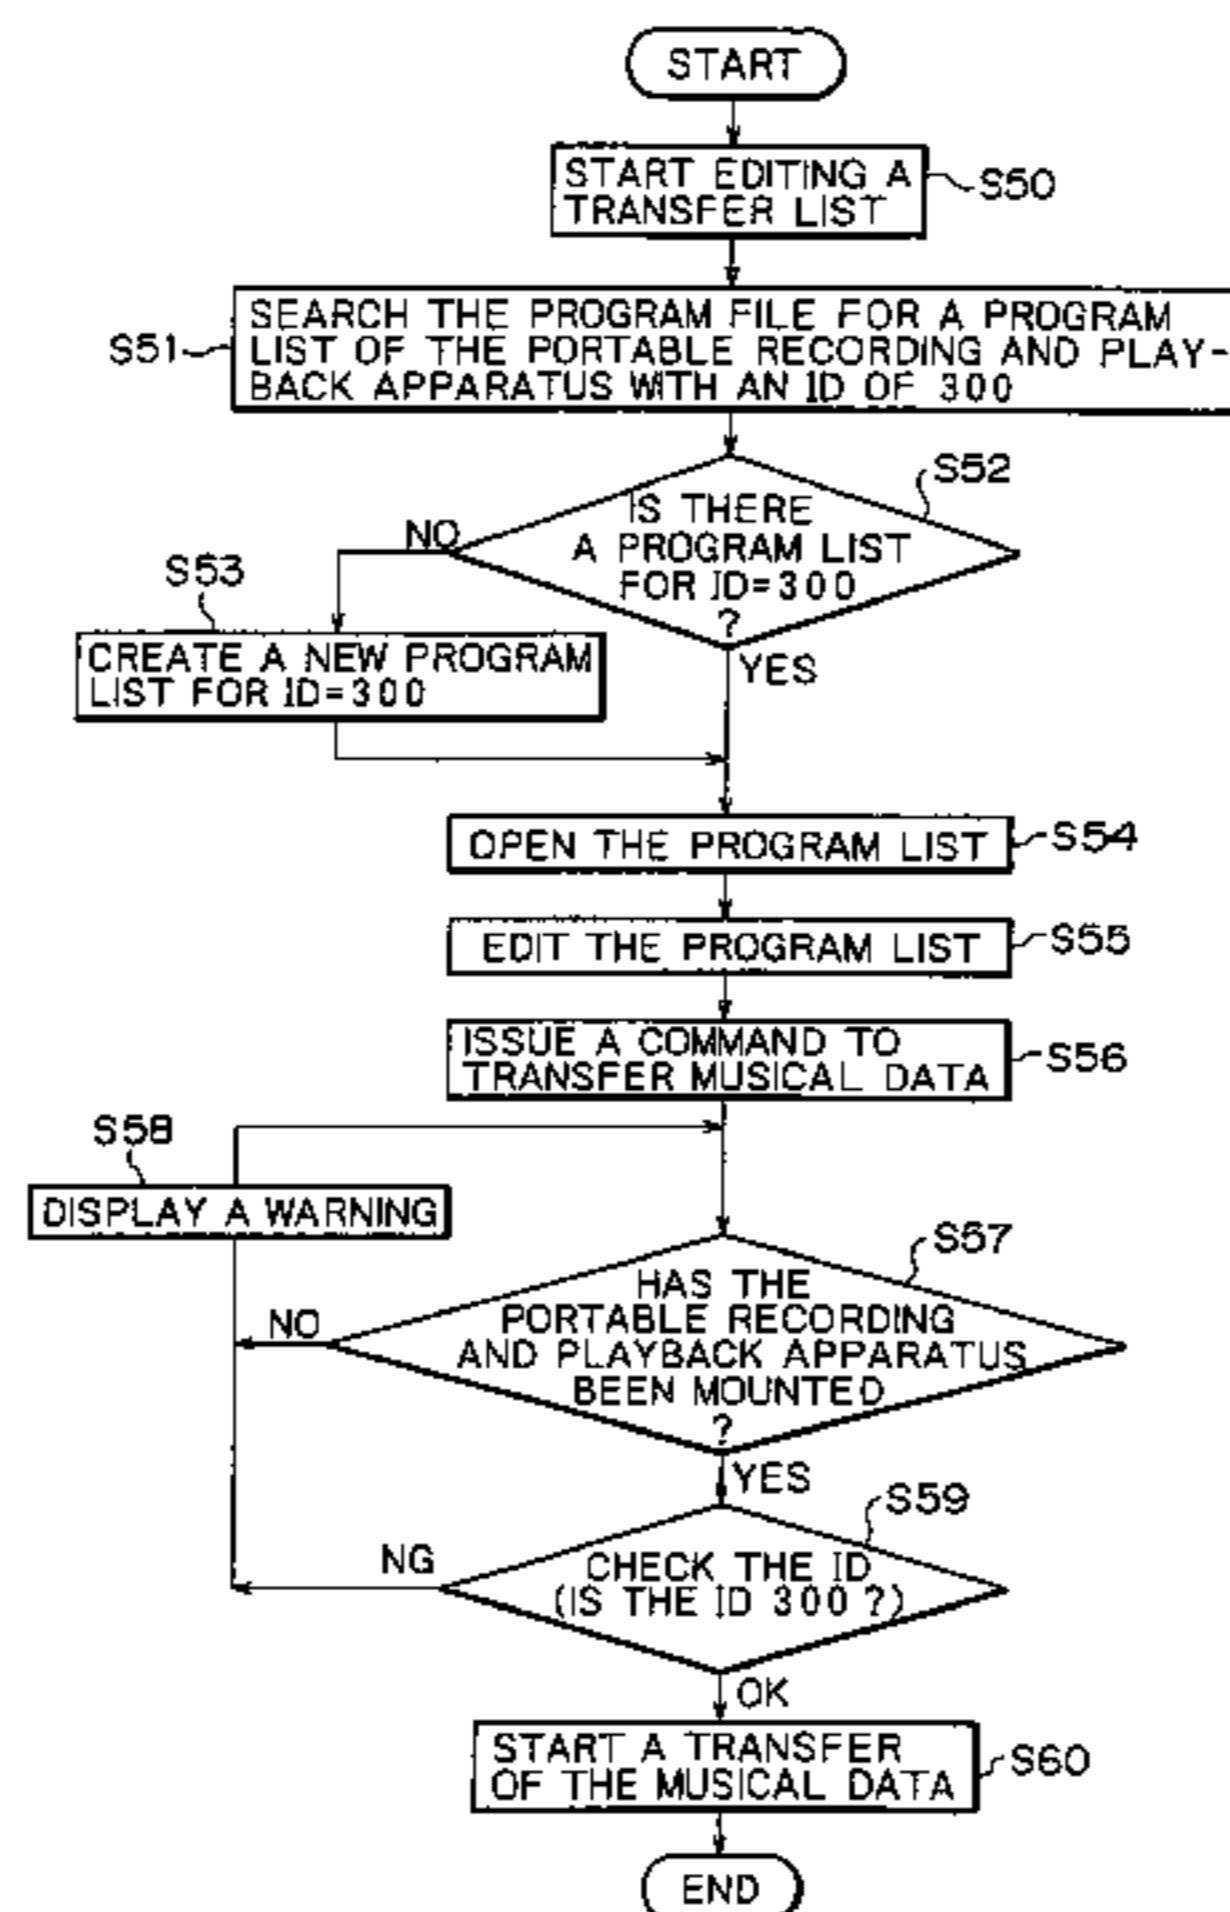 START
START EDITING A
TRANSFER LIST
S50
SEARCH THE PROGRAM FILE FOR A PROGRAM
S51
LIST OF THE PORTABLE RECORDING AND PLAY-
BACK APPARATUS WITH AN ID OF 300
S52
IS THERE
A PROGRAM LIST
FOR ID=300
?
NO
YES
S53
CREATE A NEW PROGRAM
LIST FOR ID=300
OPEN THE PROGRAM LIST
S54
EDIT THE PROGRAM LIST
S55
ISSUE A COMMAND TO
TRANSFER MUSICAL DATA
S56
S58
DISPLAY A WARNING
S57
HAS THE
PORTABLE RECORDING
AND PLAYBACK APPARATUS
BEEN MOUNTED
?
NO
YES
S59
CHECK THE ID
(IS THE ID 300 ?)
NG
OK
START A TRANSFER
OF THE MUSICAL DATA
S60
END